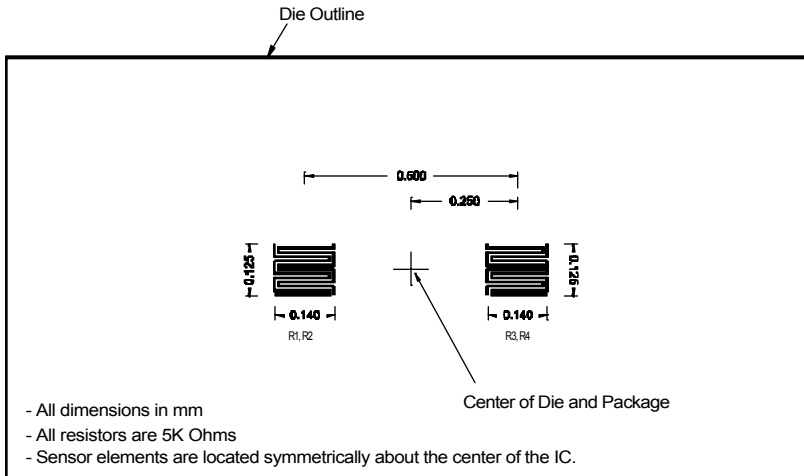 Die Outline
0.500
0.250
0.125
0.125
0.140
0.140
R1, R2
R3, R4
Center of Die and Package
- All dimensions in mm
- All resistors are 5K Ohms
- Sensor elements are located symmetrically about the center of the IC.